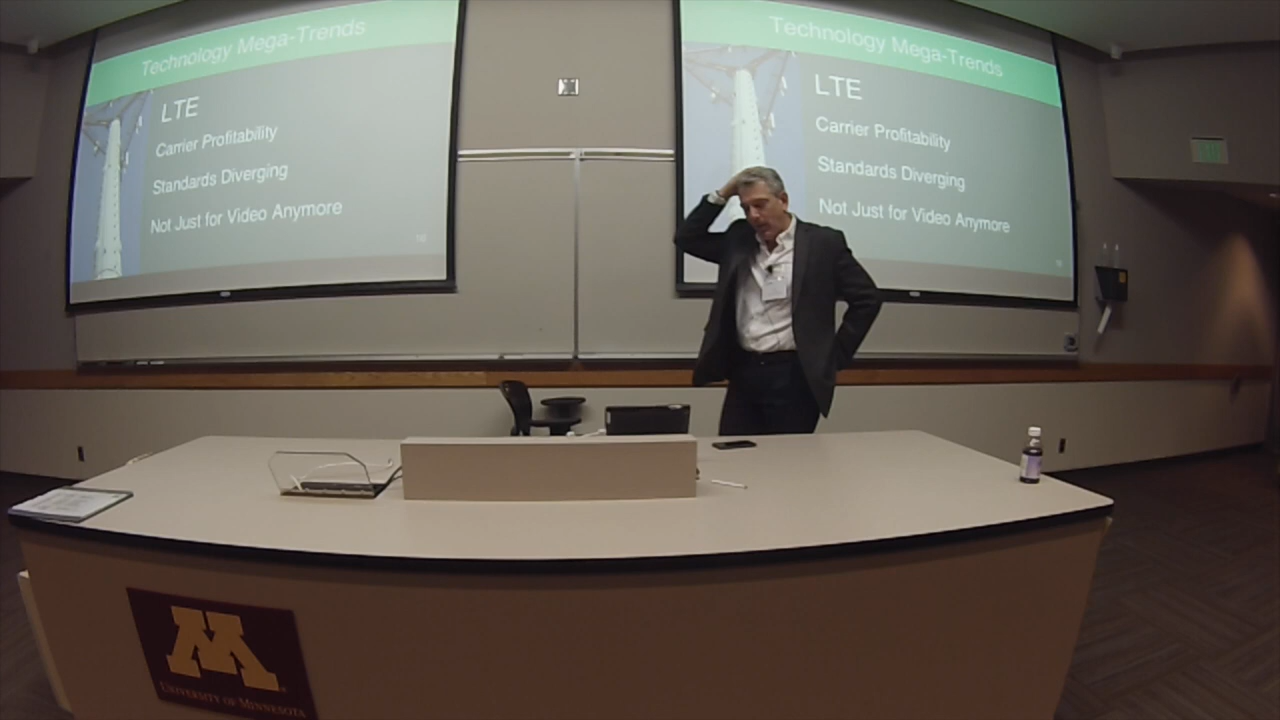 Technology Mega-Trends
LTE
Carrier Profitability
Standards Diverging
Not Just for Video Anymore
Technology Mega-Trends
LTE
Carrier Profitability
Standards Diverging
Not Just for Video Anymore
M
UNIVERSITY OF MINNESOTA